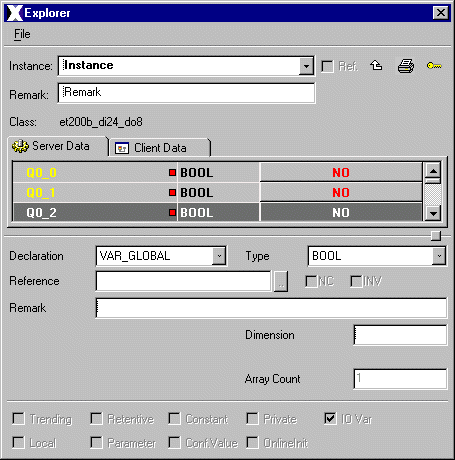 Explorer
File
Instance: Instance Ref.
Remark: Remark
Class: et200b_di24_do8
Server Data Client Data
Q0_0 BOOL NO
Q0_1 BOOL NO
Q0_2 BOOL NO
Declaration VAR_GLOBAL Type BOOL
Reference .. NC INV
Remark
Dimension
Array Count 1
Trending Retentive Constant Private IO Var
Local Parameter Conf.Value OnlineInit